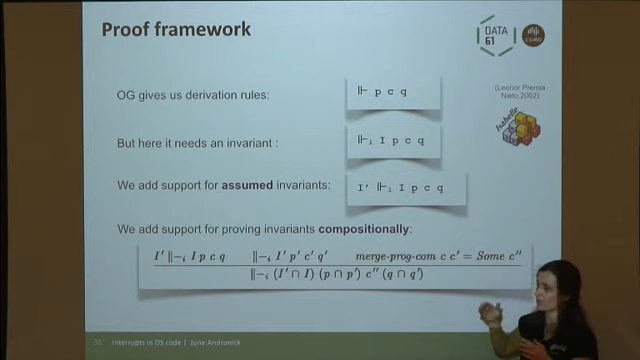 Proof framework
DATA
61
CSIRO
OG gives us derivation rules:
⊩ p c q
(Leonor Prensa
Nieto,2002)
Isabelle
But here it needs an invariant :
⊩ᵢ I p c q
We add support for assumed invariants:
I' ⊩ᵢ I p c q
We add support for proving invariants compositionally:
I' ‖−ᵢ I p c q ‖−ᵢ I' p' c' q' merge-prog-com c c' = Some c''
‖−ᵢ (I' ∩ I) (p ∩ p') c'' (q ∩ q')
35 Interrupts in OS code | June Andronick